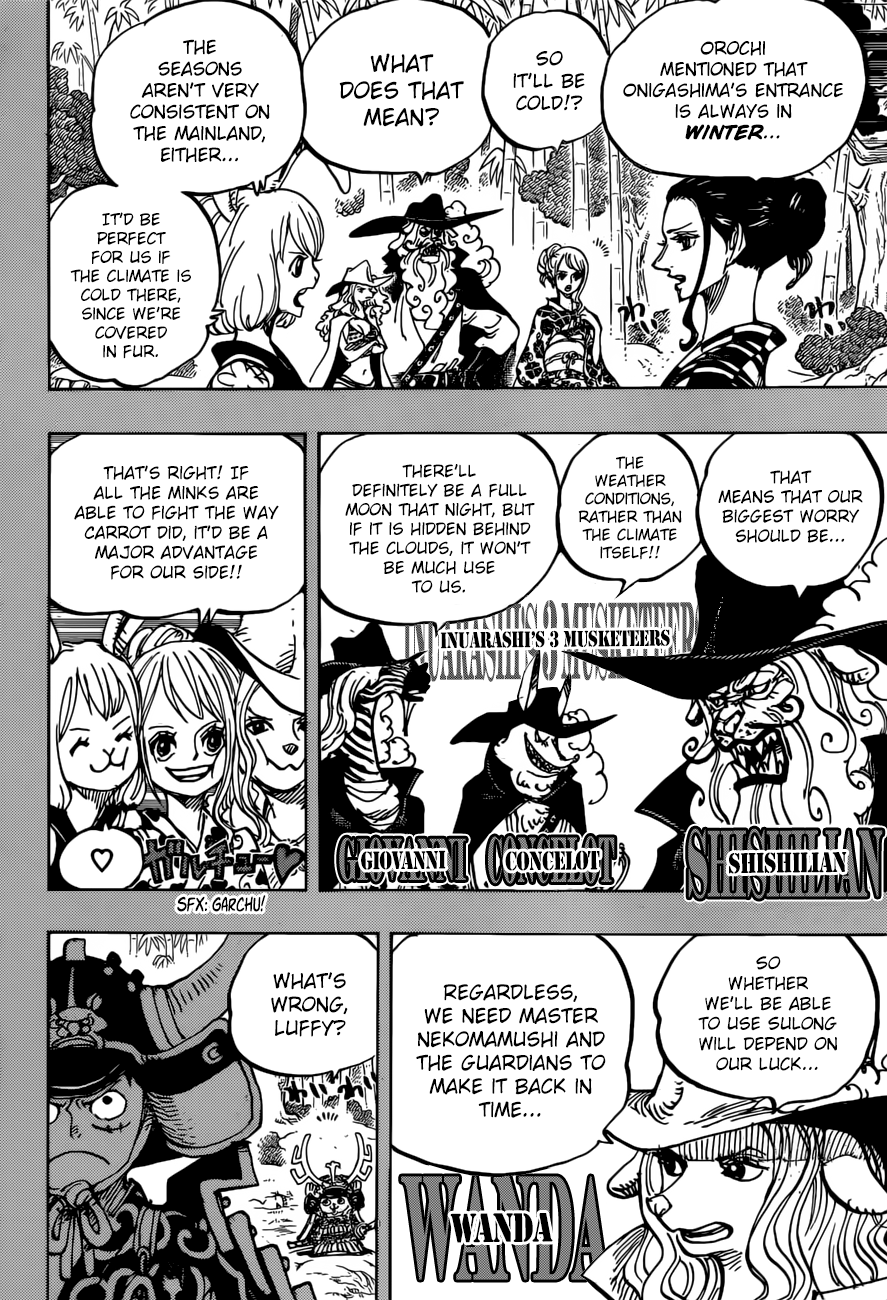 OROCHI
MENTIONED THAT
ONIGASHIMA'S ENTRANCE
IS ALWAYS IN
WINTER...
SO
IT'LL BE
COLD!?
WHAT
DOES THAT
MEAN?
THE
SEASONS
AREN'T VERY
CONSISTENT ON
THE MAINLAND,
EITHER...
IT'D BE
PERFECT
FOR US IF
THE CLIMATE IS
COLD THERE,
SINCE WE'RE
COVERED
IN FUR.
わい
THAT
MEANS THAT OUR
BIGGEST WORRY
SHOULD BE...
THE
WEATHER
CONDITIONS,
RATHER THAN
THE CLIMATE
ITSELF!!
THERE'LL
DEFINITELY BE A FULL
MOON THAT NIGHT, BUT
IF IT IS HIDDEN BEHIND
THE CLOUDS, IT WON'T
BE MUCH USE
TO US.
INUARASHI'S 3 MUSKETEERS
SHISHILIAN
CONCELOT
GIOVANNI
THAT'S RIGHT! IF
ALL THE MINKS ARE
ABLE TO FIGHT THE WAY
CARROT DID, IT'D BE A
MAJOR ADVANTAGE
FOR OUR SIDE!!
♡
ガルチュー♥
SFX: GARCHU!
SO
WHETHER
WE'LL BE ABLE
TO USE SULONG
WILL DEPEND ON
OUR LUCK...
REGARDLESS,
WE NEED MASTER
NEKOMAMUSHI AND
THE GUARDIANS TO
MAKE IT BACK IN
TIME...
WANDA
WHAT'S
WRONG,
LUFFY?